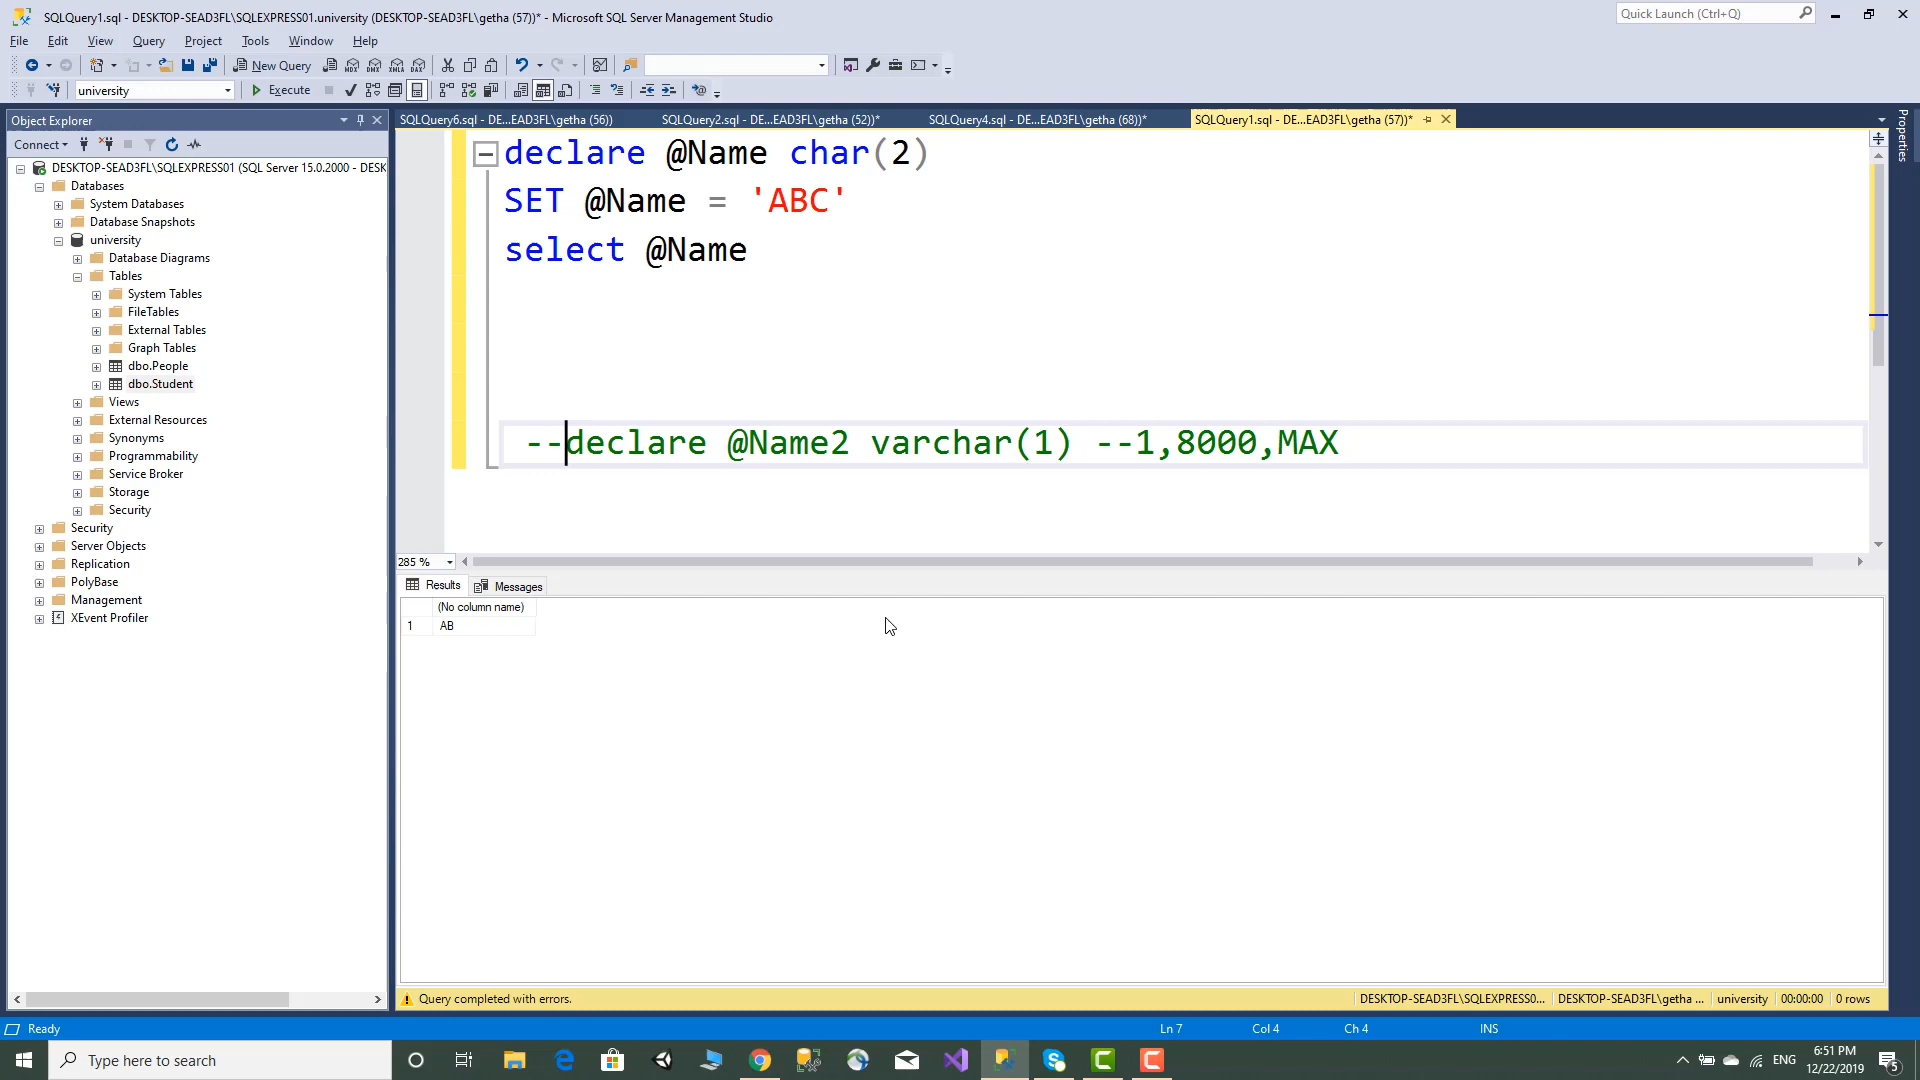 SQLQuery1.sql - DESKTOP-SEAD3FL\SQLEXPRESS01.university (DESKTOP-SEAD3FL\getha (57))* - Microsoft SQL Server Management Studio
Quick Launch (Ctrl+Q)
File Edit View Query Project Tools Window Help
New Query
university
Execute
Object Explorer
SQLQuery6.sql - DE...EAD3FL\getha (56))
SQLQuery2.sql - DE...EAD3FL\getha (52))*
SQLQuery4.sql - DE...EAD3FL\getha (68))*
SQLQuery1.sql - DE...EAD3FL\getha (57))*
Properties
Connect
DESKTOP-SEAD3FL\SQLEXPRESS01 (SQL Server 15.0.2000 - DESK
Databases
System Databases
Database Snapshots
university
Database Diagrams
Tables
System Tables
FileTables
External Tables
Graph Tables
dbo.People
dbo.Student
Views
External Resources
Synonyms
Programmability
Service Broker
Storage
Security
Security
Server Objects
Replication
PolyBase
Management
XEvent Profiler
declare @Name char(2)
SET @Name = 'ABC'
select @Name
--declare @Name2 varchar(1) --1,8000,MAX
285 %
Results Messages
(No column name)
1 AB
Query completed with errors.
DESKTOP-SEAD3FL\SQLEXPRESS0... DESKTOP-SEAD3FL\getha ... university 00:00:00 0 rows
Ready
Ln 7 Col 4 Ch 4 INS
Type here to search
ENG
6:51 PM
12/22/2019
5